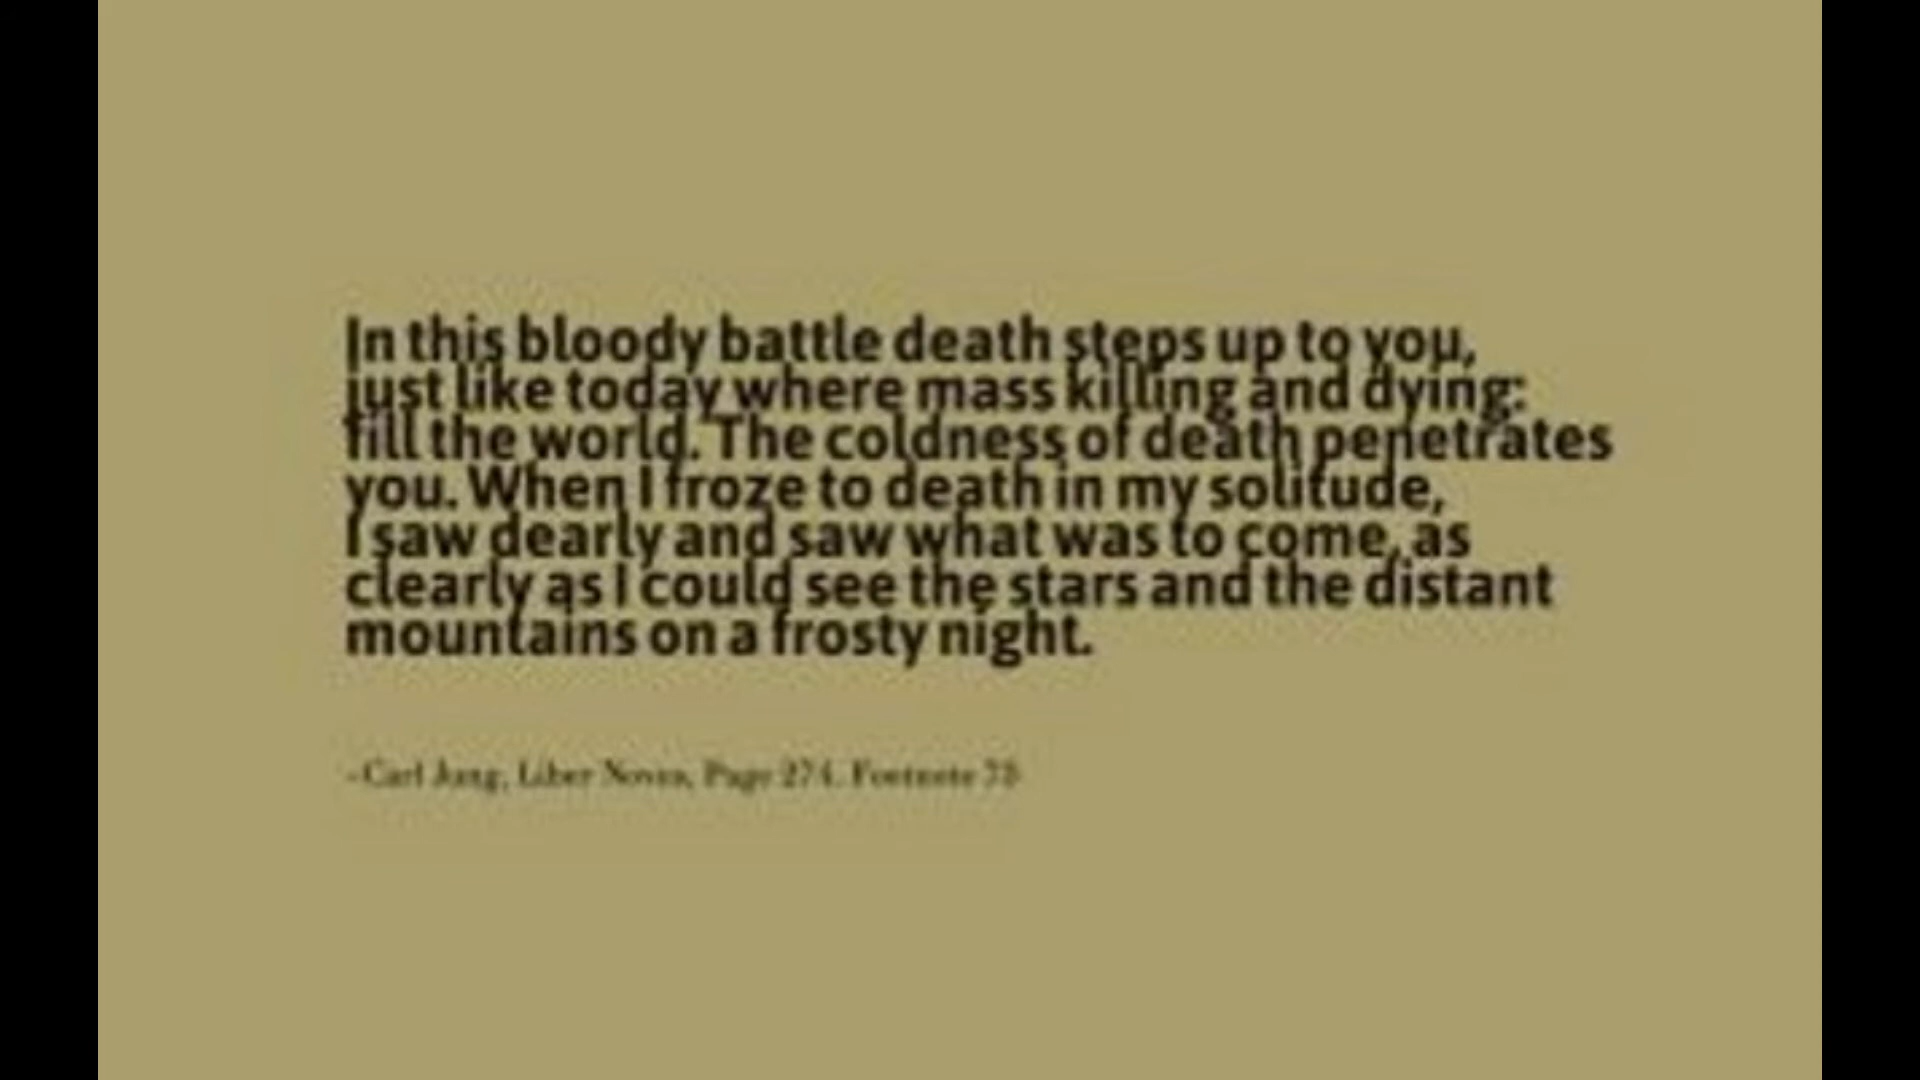 In this bloody battle death steps up to you,
just like today where mass killing and dying:
fill the world. The coldness of death penetrates
you. When I froze to death in my solitude,
I saw dearly and saw what was to come, as
clearly as I could see the stars and the distant
mountains on a frosty night.
-Carl Jung, Liber Novus, Page 274. Footnote 75